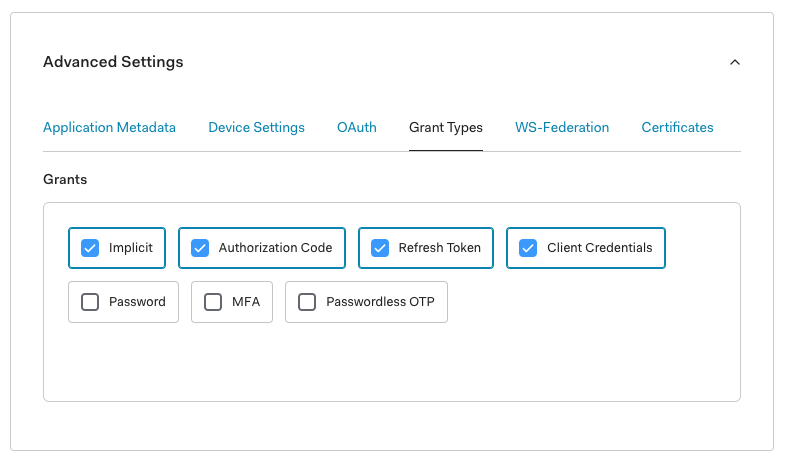 Advanced Settings
Application Metadata Device Settings OAuth Grant Types WS-Federation Certificates
Grants
Implicit Authorization Code Refresh Token Client Credentials
Password MFA Passwordless OTP